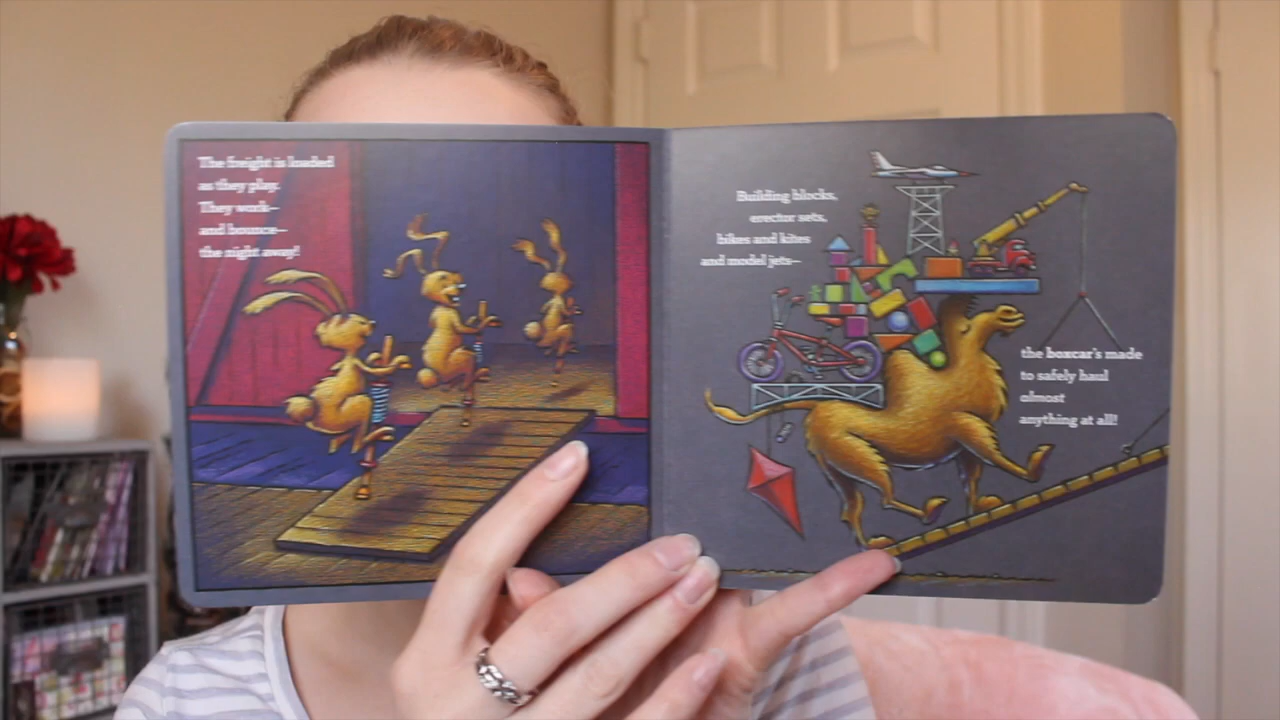 The freight is loaded
as they play.
They work—
and bounce—
the night away!
Building blocks,
erector sets,
bikes and kites
and model jets—
the boxcar's made
to safely haul
almost
anything at all!